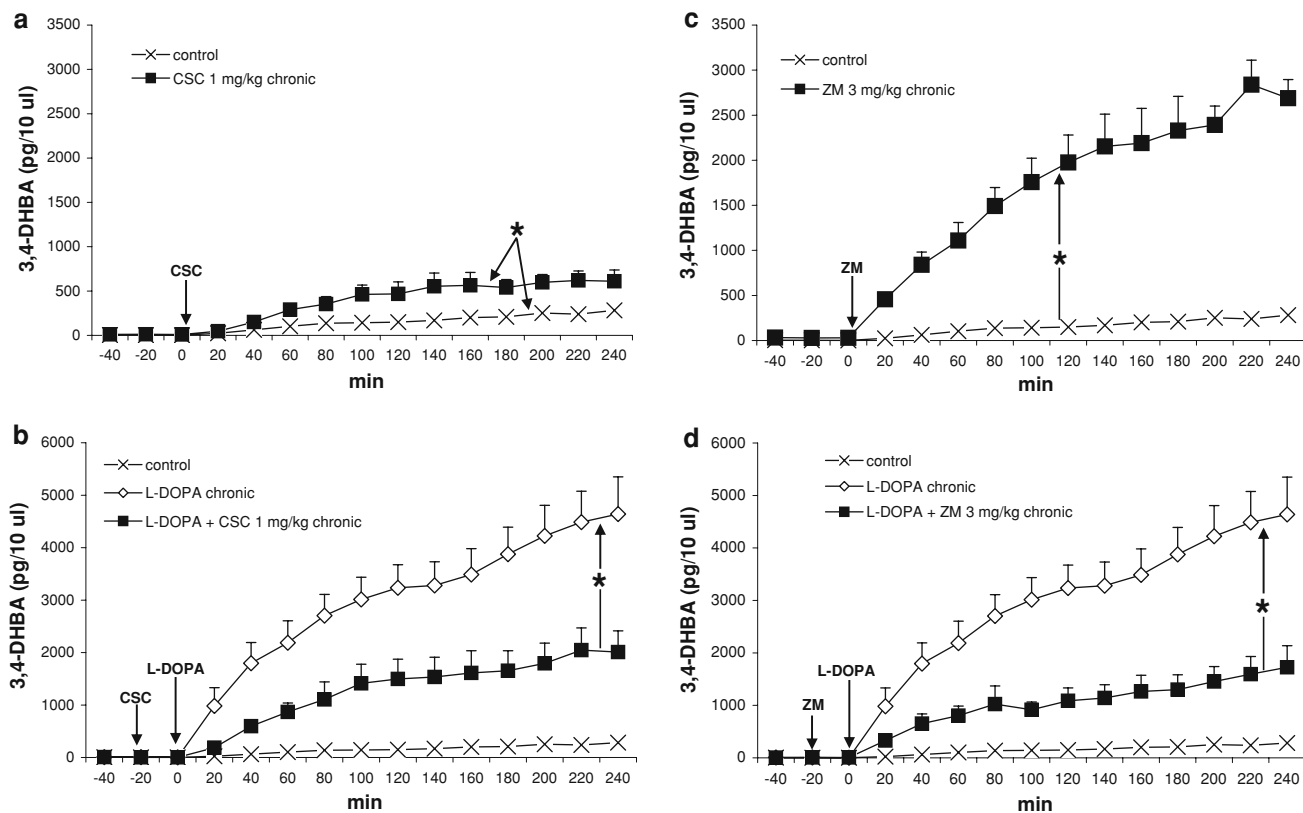 a
3,4-DHBA (pg/10 ul)
3500
3000
2500
2000
1500
1000
500
0
control
CSC 1 mg/kg chronic
CSC
*
-40 -20 0 20 40 60 80 100 120 140 160 180 200 220 240
min
c
3,4-DHBA (pg/10 ul)
3500
3000
2500
2000
1500
1000
500
0
control
ZM 3 mg/kg chronic
ZM
*
-40 -20 0 20 40 60 80 100 120 140 160 180 200 220 240
min
b
3,4-DHBA (pg/10 ul)
6000
5000
4000
3000
2000
1000
0
control
L-DOPA chronic
L-DOPA + CSC 1 mg/kg chronic
CSC
L-DOPA
*
-40 -20 0 20 40 60 80 100 120 140 160 180 200 220 240
min
d
3,4-DHBA (pg/10 ul)
6000
5000
4000
3000
2000
1000
0
control
L-DOPA chronic
L-DOPA + ZM 3 mg/kg chronic
ZM
L-DOPA
*
-40 -20 0 20 40 60 80 100 120 140 160 180 200 220 240
min